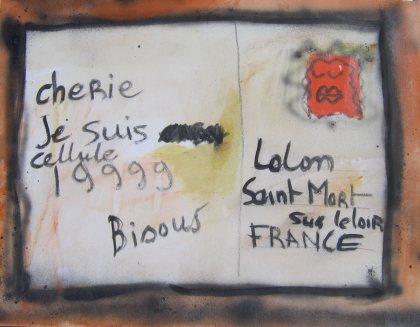 cherie
Je suis
cellule
19999
Bisous
Lolon
Saint Mort
sur leloir
FRANCE